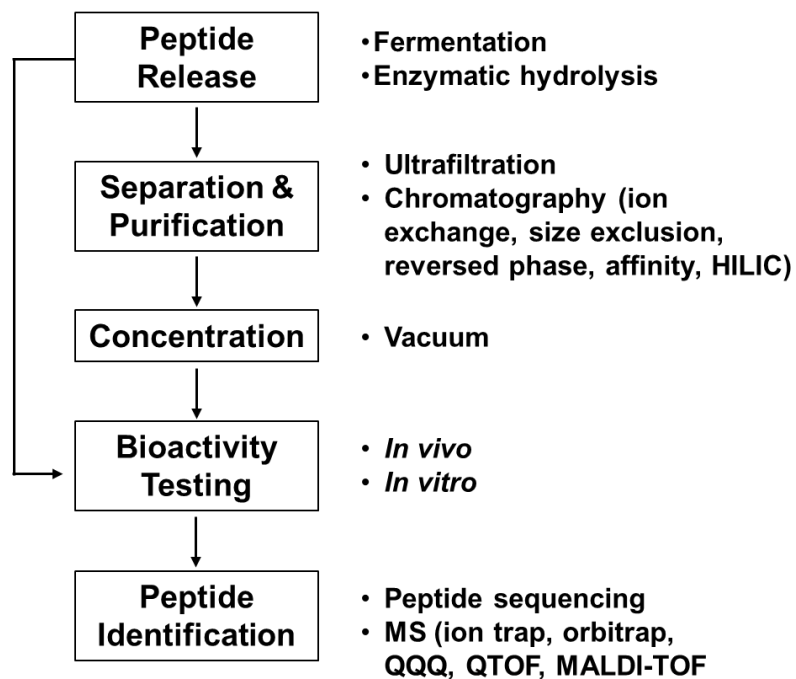 Peptide
Release
•Fermentation
•Enzymatic hydrolysis
Separation &
Purification
• Ultrafiltration
• Chromatography (ion
exchange, size exclusion,
reversed phase, affinity, HILIC)
Concentration
• Vacuum
Bioactivity
Testing
• In vivo
• In vitro
Peptide
Identification
• Peptide sequencing
• MS (ion trap, orbitrap,
QQQ, QTOF, MALDI-TOF